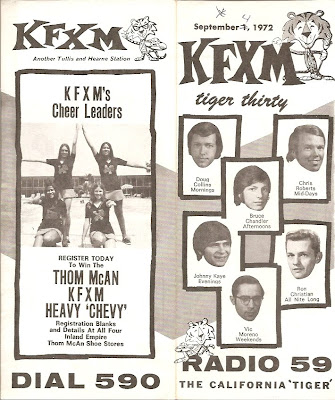 KFXM
Another Tullis and Hearne Station
KFXM's
Cheer Leaders
REGISTER TODAY
To Win The
THOM McAN
KFXM
HEAVY 'CHEVY'
Registration Blanks
and Details At All Four
Inland Empire
Thom McAn Shoe Stores
DIAL 590
4
September 1, 1972
KFXM
tiger thirty
Doug
Collins
Mornings
Chris
Roberts
Mid-Days
Bruce
Chandler
Afternoons
Johnny Kaye
Evenings
Ron
Christian
All Nite Long
Vic
Moreno
Weekends
RADIO 59
THE CALIFORNIA 'TIGER'